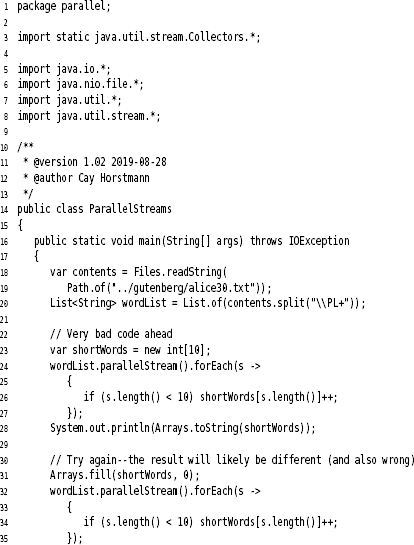 1 package parallel;
2
3 import static java.util.stream.Collectors.*;
4
5 import java.io.*;
6 import java.nio.file.*;
7 import java.util.*;
8 import java.util.stream.*;
9
10 /**
11  * @version 1.02 2019-08-28
12  * @author Cay Horstmann
13  */
14 public class ParallelStreams
15 {
16    public static void main(String[] args) throws IOException
17    {
18       var contents = Files.readString(
19          Path.of("../gutenberg/alice30.txt"));
20       List<String> wordList = List.of(contents.split("\\PL+"));
21
22       // Very bad code ahead
23       var shortWords = new int[10];
24       wordList.parallelStream().forEach(s ->
25          {
26             if (s.length() < 10) shortWords[s.length()]++;
27          });
28       System.out.println(Arrays.toString(shortWords));
29
30       // Try again--the result will likely be different (and also wrong)
31       Arrays.fill(shortWords, 0);
32       wordList.parallelStream().forEach(s ->
33          {
34             if (s.length() < 10) shortWords[s.length()]++;
35          });